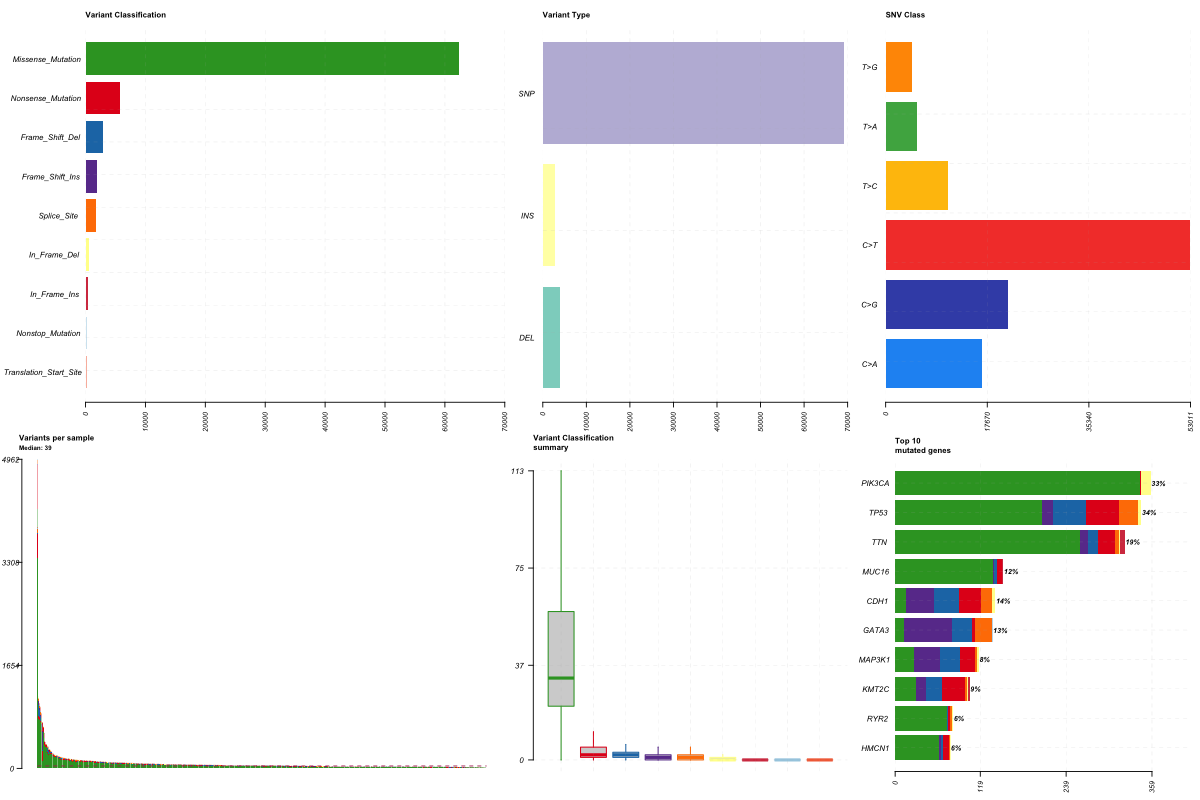 Variant Classification
Missense_Mutation
Nonsense_Mutation
Frame_Shift_Del
Frame_Shift_Ins
Splice_Site
In_Frame_Del
In_Frame_Ins
Nonstop_Mutation
Translation_Start_Site
0
10000
20000
30000
40000
50000
60000
70000
Variant Type
SNP
INS
DEL
0
10000
20000
30000
40000
50000
60000
70000
SNV Class
T>G
T>A
T>C
C>T
C>G
C>A
0
17670
35340
53011
Variants per sample
Median: 39
4962
3308
1654
0
Variant Classification
summary
113
75
37
0
Top 10
mutated genes
PIK3CA 33%
TP53 34%
TTN 19%
MUC16 12%
CDH1 14%
GATA3 13%
MAP3K1 8%
KMT2C 9%
RYR2 6%
HMCN1 6%
0
119
239
359